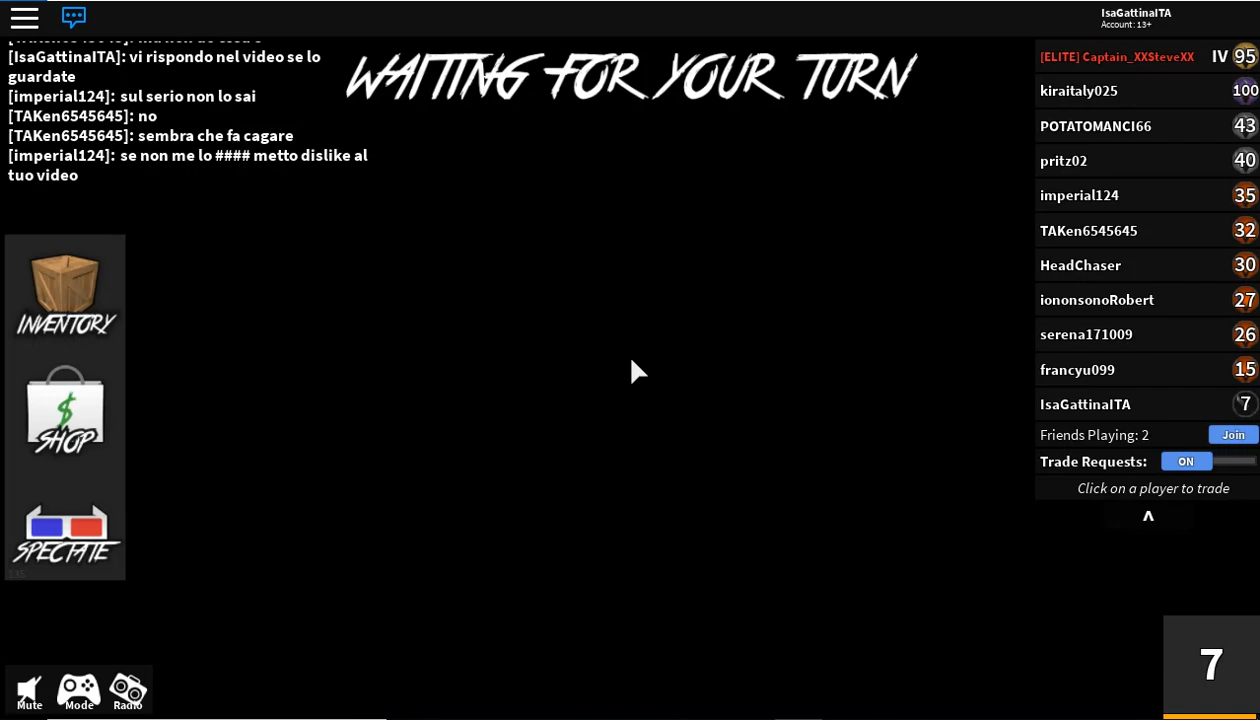 IsaGattinaITA
Account: 13+
[IsaGattinaITA]: vi rispondo nel video se lo
guardate
[imperial124]: sul serio non lo sai
[TAKen6545645]: no
[TAKen6545645]: sembra che fa cagare
[imperial124]: se non me lo #### metto dislike al
tuo video
WAITING FOR YOUR TURN
[ELITE] Captain_XXSteveXX IV 95
kiraitaly025 100
POTATOMANCI66 43
pritz02 40
imperial124 35
TAKen6545645 32
HeadChaser 30
iononsonoRobert 27
serena171009 26
francyu099 15
IsaGattinaITA 7
Friends Playing: 2 Join
Trade Requests: ON
Click on a player to trade
^
INVENTORY
$
SHOP
SPECTATE
135
Mute Mode Radio
7